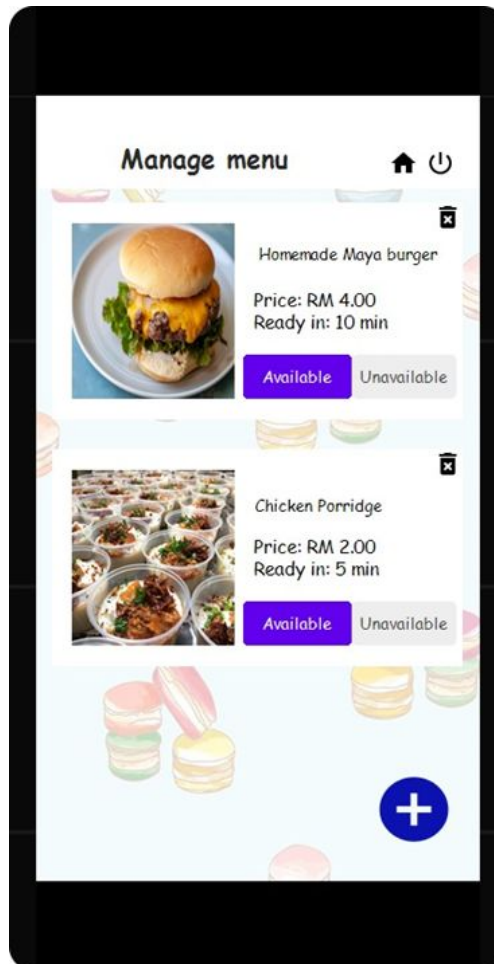 Manage menu
Homemade Maya burger
Price: RM 4.00
Ready in: 10 min
Available Unavailable
Chicken Porridge
Price: RM 2.00
Ready in: 5 min
Available Unavailable